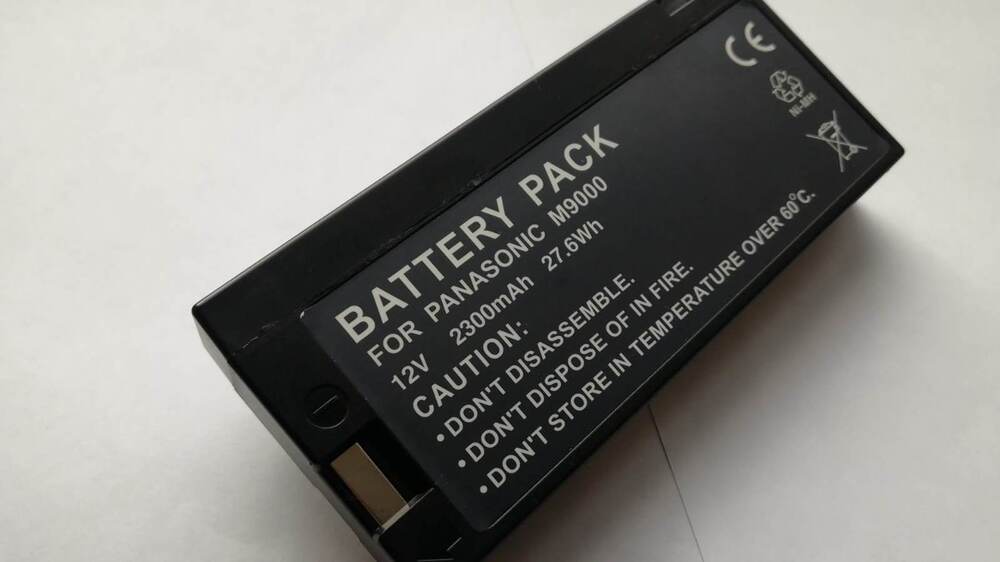 BATTERY PACK
FOR PANASONIC M9000
12V 2300mAh 27.6Wh
CAUTION:
• DON'T DISASSEMBLE.
• DON'T DISPOSE OF IN FIRE.
• DON'T STORE IN TEMPERATURE OVER 60°C.
CE
Ni-MH